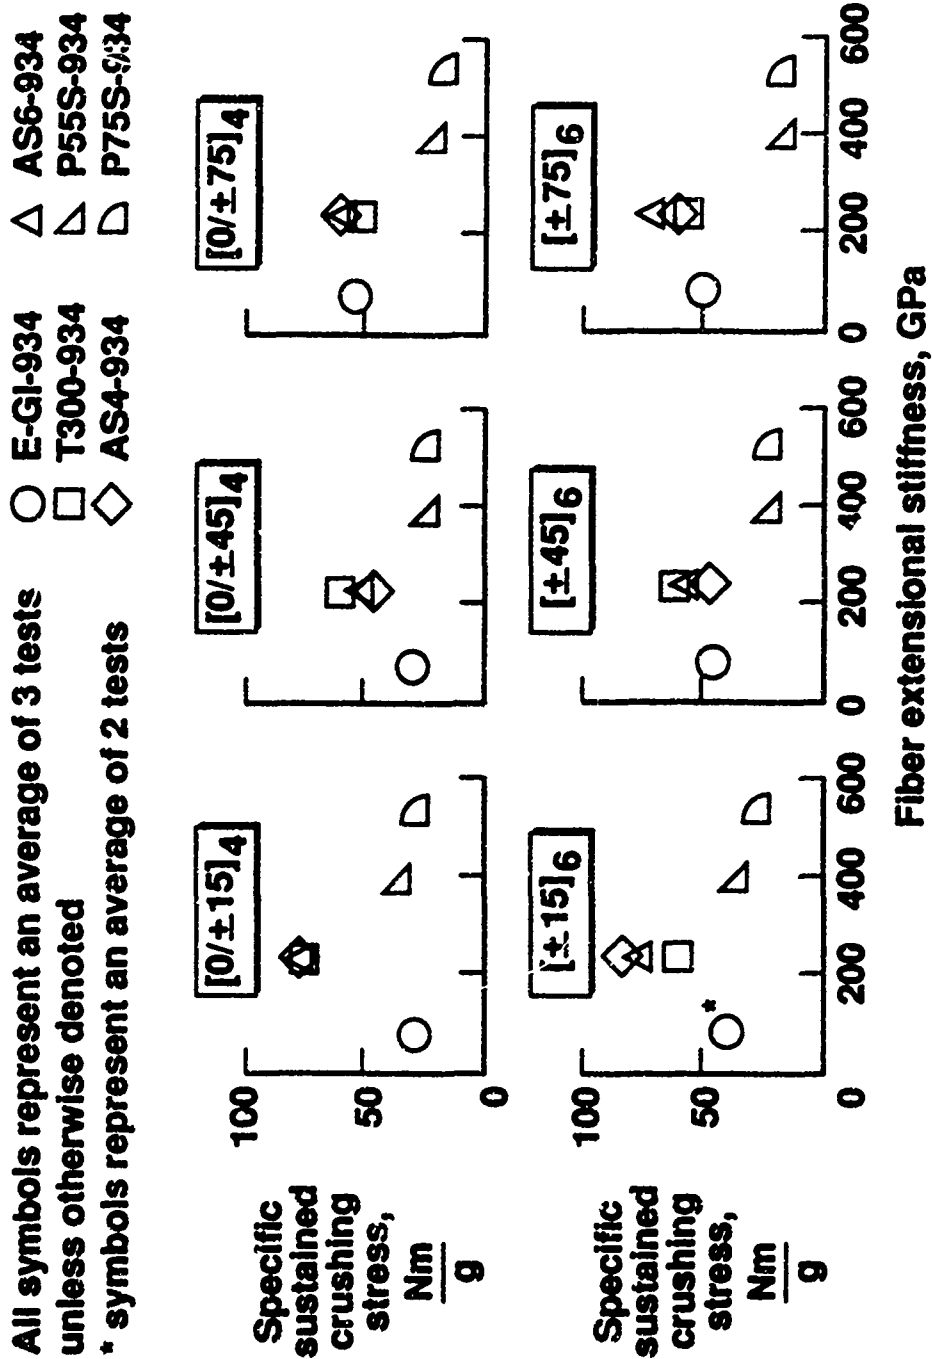 All symbols represent an average of 3 tests
unless otherwise denoted
* symbols represent an average of 2 tests
E-Gl-934
T300-934
AS4-934
AS6-934
P55S-934
P75S-934
Specific
sustained
crushing
stress,
Nm
g
100
50
0
[0/±15]4
[0/±45]4
[0/±75]4
Specific
sustained
crushing
stress,
Nm
g
100
50
0
[±15]6
*
[±45]6
[±75]6
200 400 600
0 200 400 600
0 200 400 600
Fiber extensional stiffness, GPa